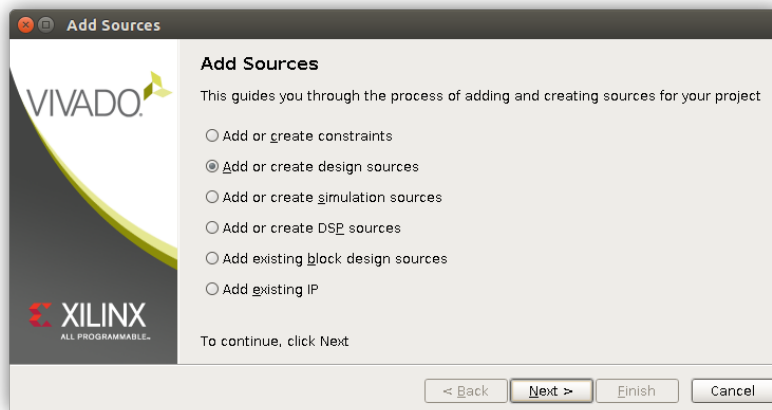 Add Sources
VIVADO.
Add Sources
This guides you through the process of adding and creating sources for your project
Add or create constraints
Add or create design sources
Add or create simulation sources
Add or create DSP sources
Add existing block design sources
Add existing IP
XILINX
ALL PROGRAMMABLE.
To continue, click Next
< Back
Next >
Finish
Cancel